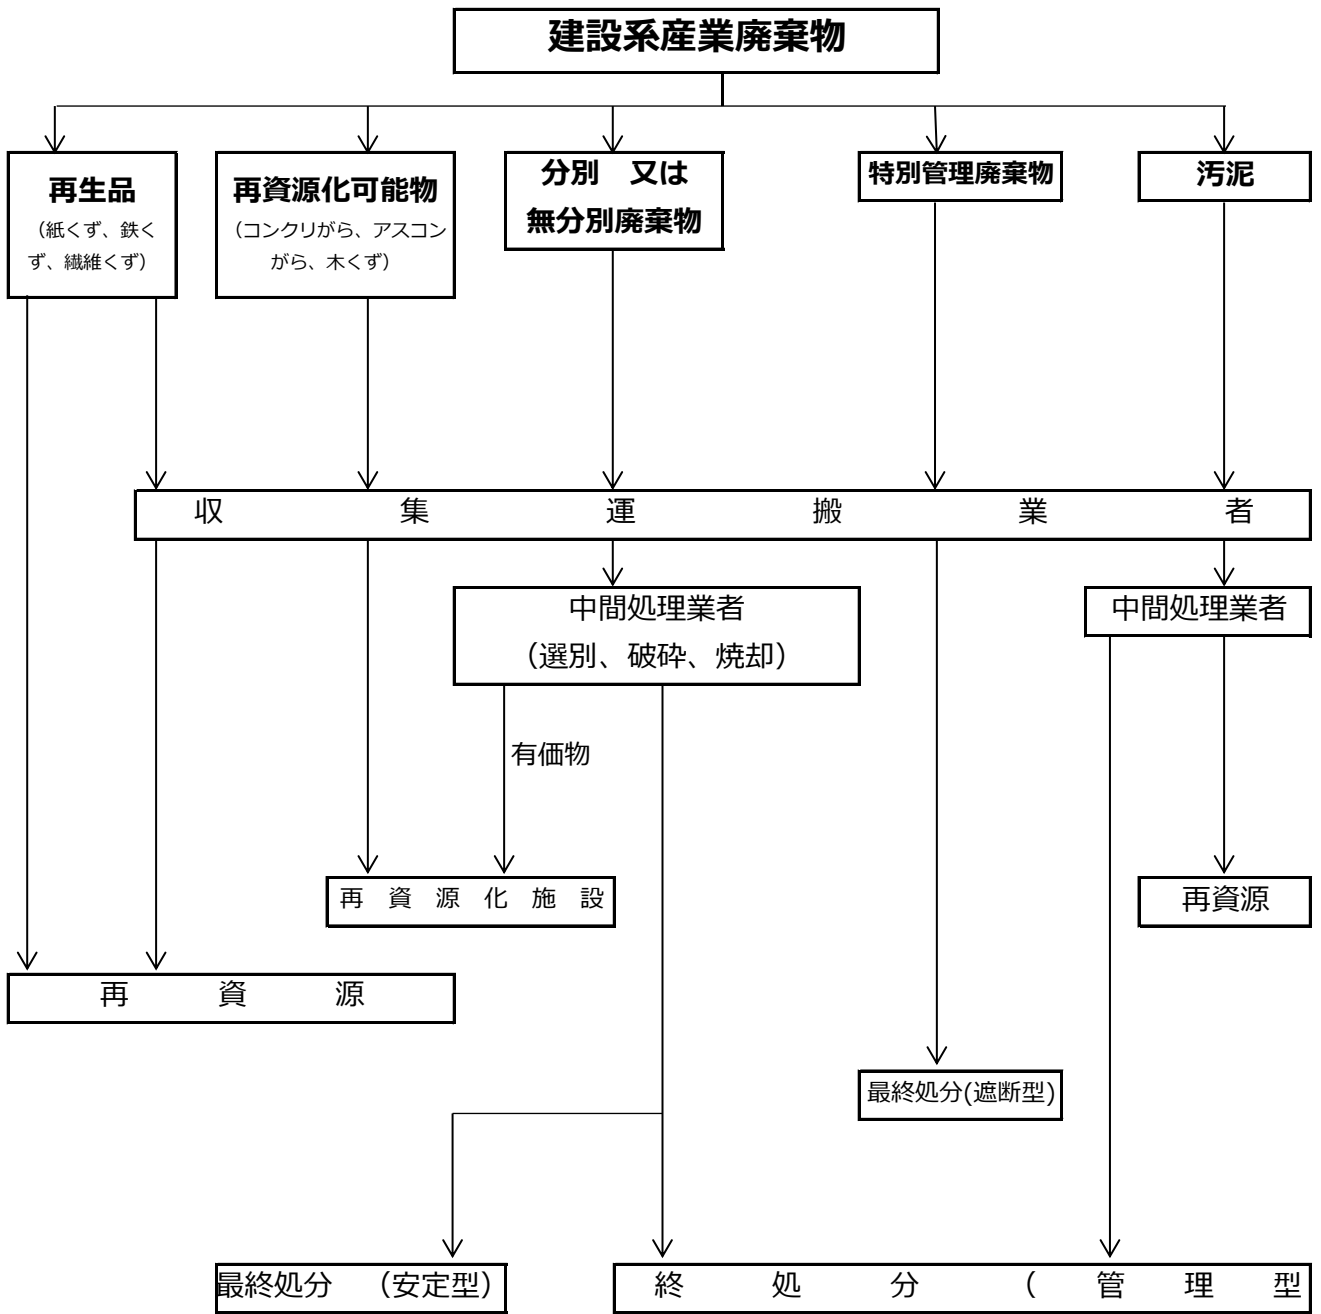 建設系産業廃棄物
再生品
（紙くず、鉄く
ず、繊維くず）
再資源化可能物
（コンクリがら、アスコン
がら、木くず）
分別　又は
無分別廃棄物
特別管理廃棄物
汚泥
収集運搬業者
中間処理業者
（選別、破砕、焼却）
中間処理業者
有価物
再資源化施設
再資源
再資源
最終処分(遮断型)
最終処分　（安定型）
終処分（管理型